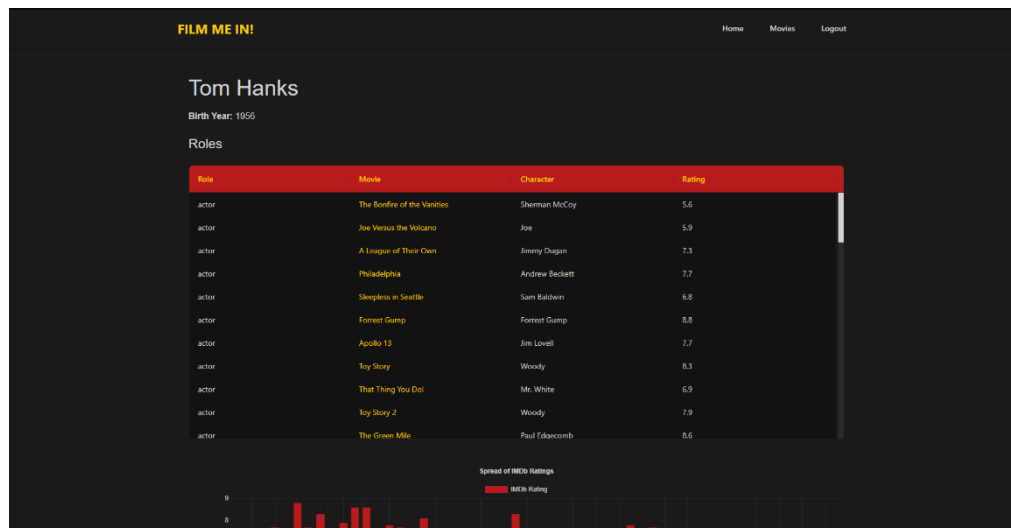 FILM ME IN! Home Movies Logout
Tom Hanks
Birth Year: 1956
Roles
Role Movie Character Rating
actor The Bonfire of the Vanities Sherman McCoy 5.6
actor Joe Versus the Volcano Joe 5.9
actor A League of Their Own Jimmy Dugan 7.3
actor Philadelphia Andrew Beckett 7.7
actor Sleepless in Seattle Sam Baldwin 6.8
actor Forrest Gump Forrest Gump 8.8
actor Apollo 13 Jim Lovell 7.7
actor Toy Story Woody 8.3
actor That Thing You Do! Mr. White 6.9
actor Toy Story 2 Woody 7.9
actor The Green Mile Paul Edgecomb 8.6
Spread of IMDb Ratings
IMDb Rating
9
8